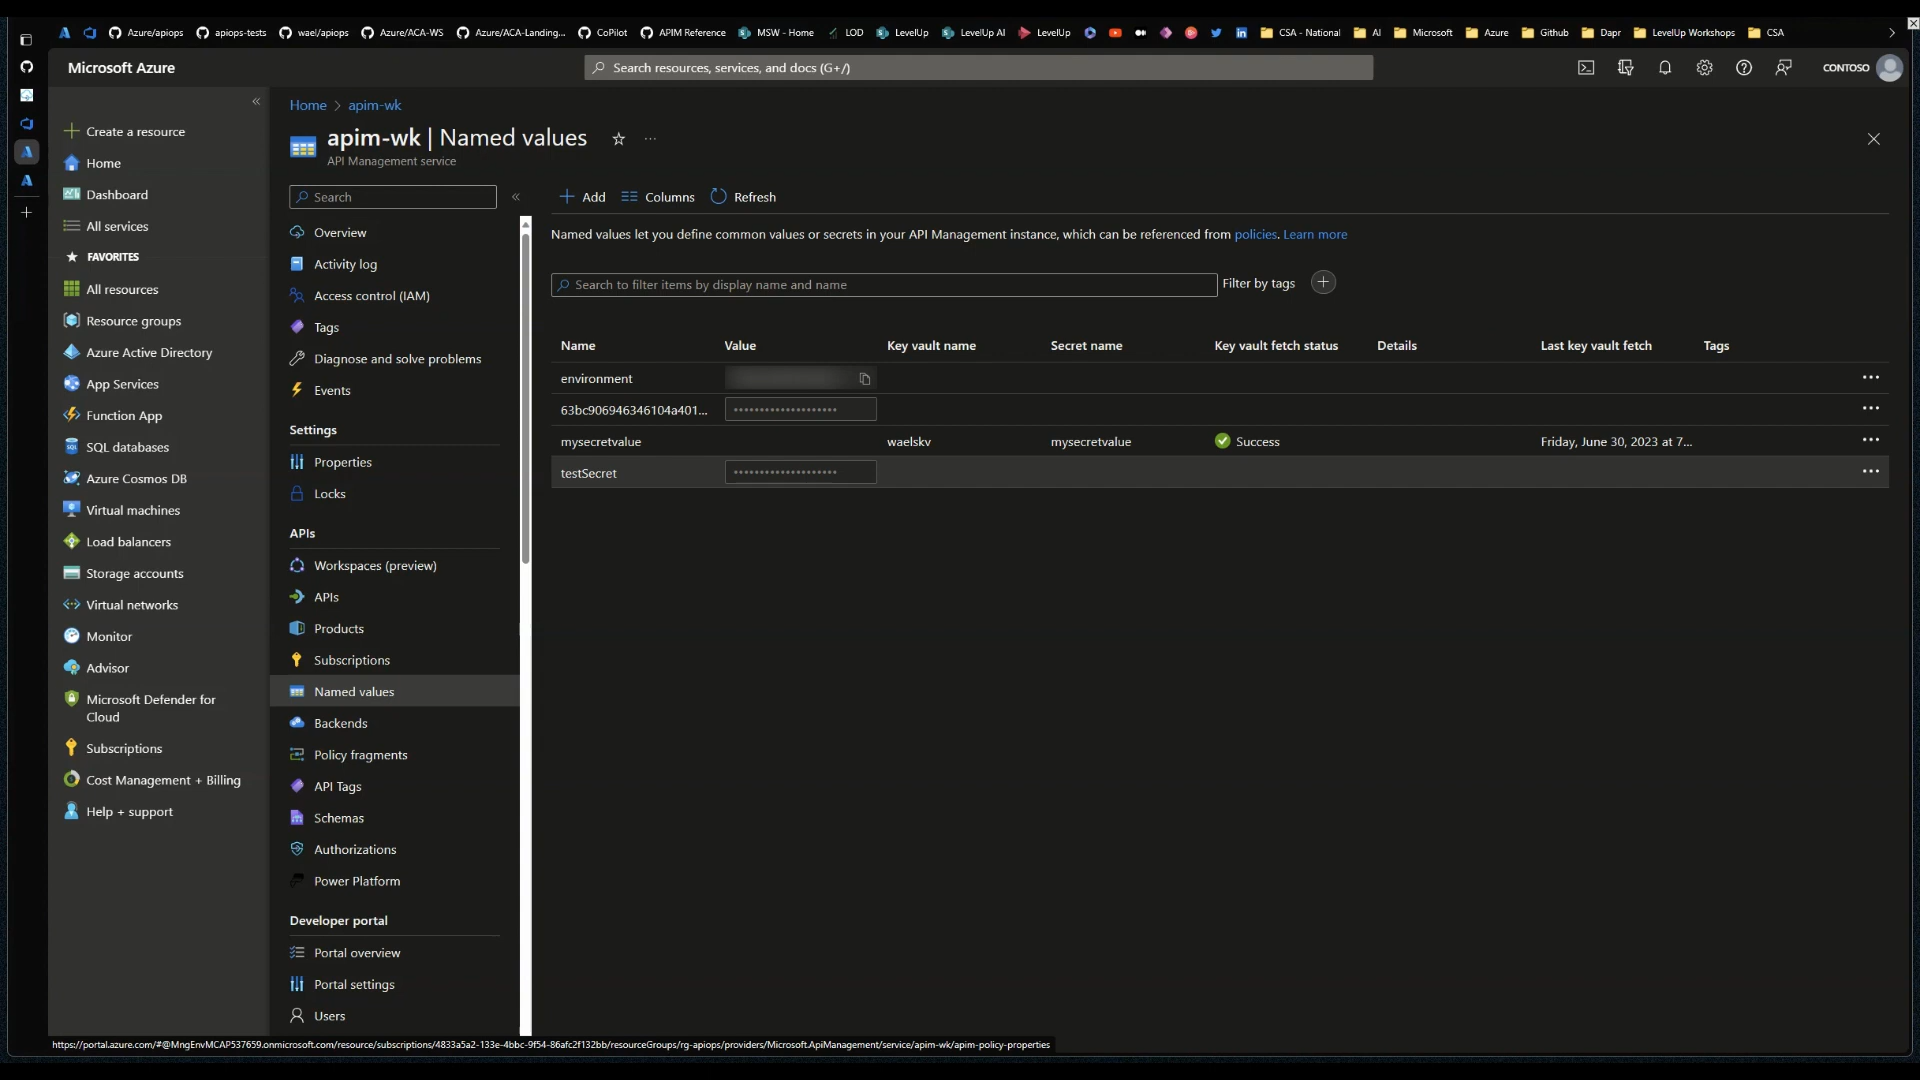 Azure/apiops
apiops-tests
wael/apiops
Azure/ACA-WS
Azure/ACA-Landing...
CoPilot
APIM Reference
MSW - Home
LOD
LevelUp
LevelUp AI
LevelUp
CSA - National
AI
Microsoft
Azure
Github
Dapr
LevelUp Workshops
CSA
Microsoft Azure
Search resources, services, and docs (G+/)
CONTOSO
Create a resource
Home
Dashboard
All services
FAVORITES
All resources
Resource groups
Azure Active Directory
App Services
Function App
SQL databases
Azure Cosmos DB
Virtual machines
Load balancers
Storage accounts
Virtual networks
Monitor
Advisor
Microsoft Defender for
Cloud
Subscriptions
Cost Management + Billing
Help + support
Home > apim-wk
apim-wk | Named values
API Management service
Search
Overview
Activity log
Access control (IAM)
Tags
Diagnose and solve problems
Events
Settings
Properties
Locks
APIs
Workspaces (preview)
APIs
Products
Subscriptions
Named values
Backends
Policy fragments
API Tags
Schemas
Authorizations
Power Platform
Developer portal
Portal overview
Portal settings
Users
Add
Columns
Refresh
Named values let you define common values or secrets in your API Management instance, which can be referenced from policies. Learn more
Search to filter items by display name and name
Filter by tags
Name Value Key vault name Secret name Key vault fetch status Details Last key vault fetch Tags
environment
63bc906946346104a401...
mysecretvalue waelskv mysecretvalue Success Friday, June 30, 2023 at 7...
testSecret
https://portal.azure.com/#@MngEnvMCAP537659.onmicrosoft.com/resource/subscriptions/4833a5a2-133e-4bbc-9f54-86afc2f132bb/resourceGroups/rg-apiops/providers/Microsoft.ApiManagement/service/apim-wk/apim-policy-properties